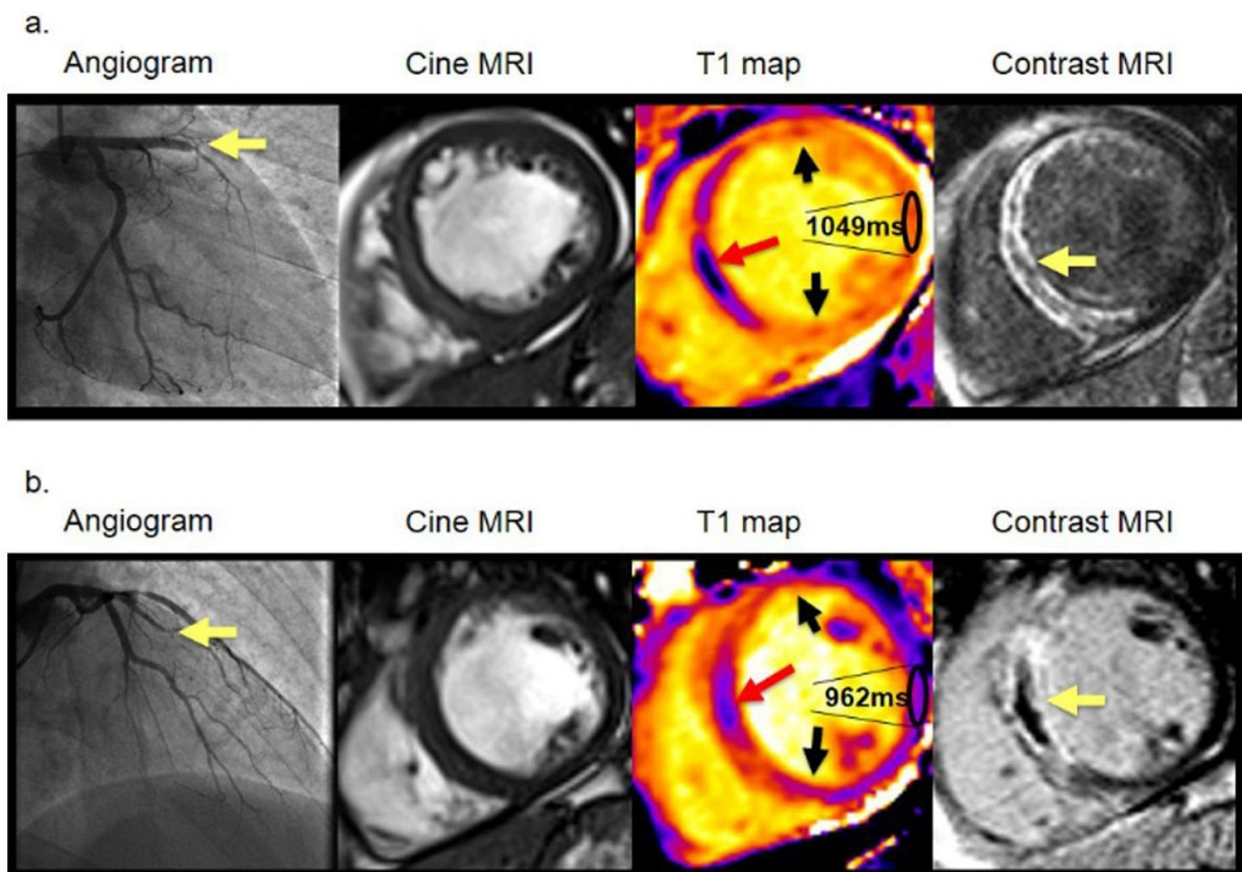 a.
Angiogram Cine MRI T1 map Contrast MRI
1049ms
b.
Angiogram Cine MRI T1 map Contrast MRI
962ms